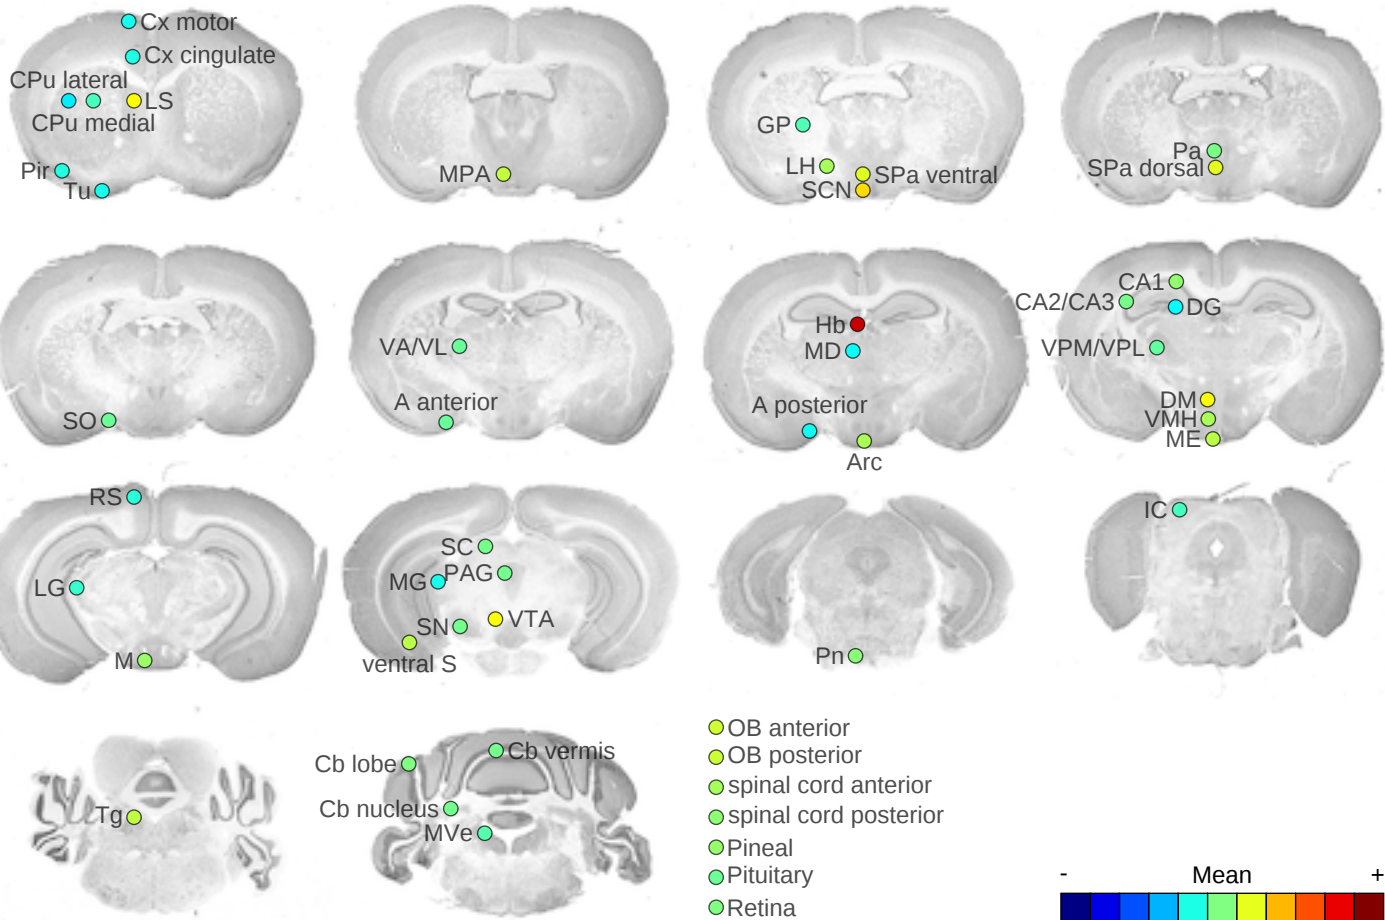 Cx motor
Cx cingulate
CPu lateral
LS
CPu medial
Pir
Tu
MPA
GP
LH
SPa ventral
SCN
Pa
SPa dorsal
SO
VA/VL
A anterior
Hb
MD
A posterior
Arc
CA1
CA2/CA3
DG
VPM/VPL
DM
VMH
ME
RS
LG
M
SC
PAG
MG
VTA
SN
ventral S
Pn
IC
Tg
Cb vermis
Cb lobe
Cb nucleus
MVe
OB anterior
OB posterior
spinal cord anterior
spinal cord posterior
Pineal
Pituitary
Retina
- Mean +